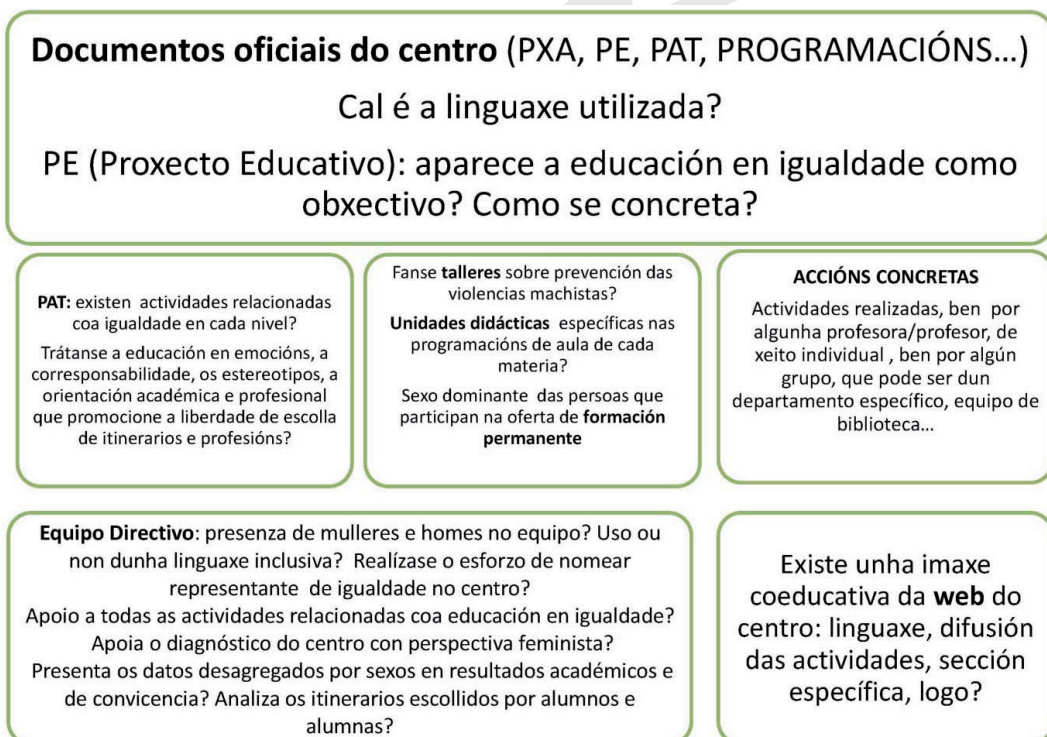 Documentos oficiais do centro (PXA, PE, PAT, PROGRAMACIÓNS...)
Cal é a linguaxe utilizada?
PE (Proxecto Educativo): aparece a educación en igualdade como
obxectivo? Como se concreta?
PAT: existen actividades relacionadas
coa igualdade en cada nivel?
Trátanse a educación en emocións, a
corresponsabilidade, os estereotipos, a
orientación académica e profesional
que promocione a liberdade de escolla
de itinerarios e profesións?
Fanse talleres sobre prevención das
violencias machistas?
Unidades didácticas específicas nas
programacións de aula de cada
materia?
Sexo dominante das persoas que
participan na oferta de formación
permanente
ACCIÓNS CONCRETAS
Actividades realizadas, ben por
algunha profesora/profesor, de
xeito individual , ben por algún
grupo, que pode ser dun
departamento específico, equipo de
biblioteca...
Equipo Directivo: presenza de mulleres e homes no equipo? Uso ou
non dunha linguaxe inclusiva? Realízase o esforzo de nomear
representante de igualdade no centro?
Apoio a todas as actividades relacionadas coa educación en igualdade?
Apoia o diagnóstico do centro con perspectiva feminista?
Presenta os datos desagregados por sexos en resultados académicos e
de convicencia? Analiza os itinerarios escollidos por alumnos e
alumnas?
Existe unha imaxe
coeducativa da web do
centro: linguaxe, difusión
das actividades, sección
específica, logo?